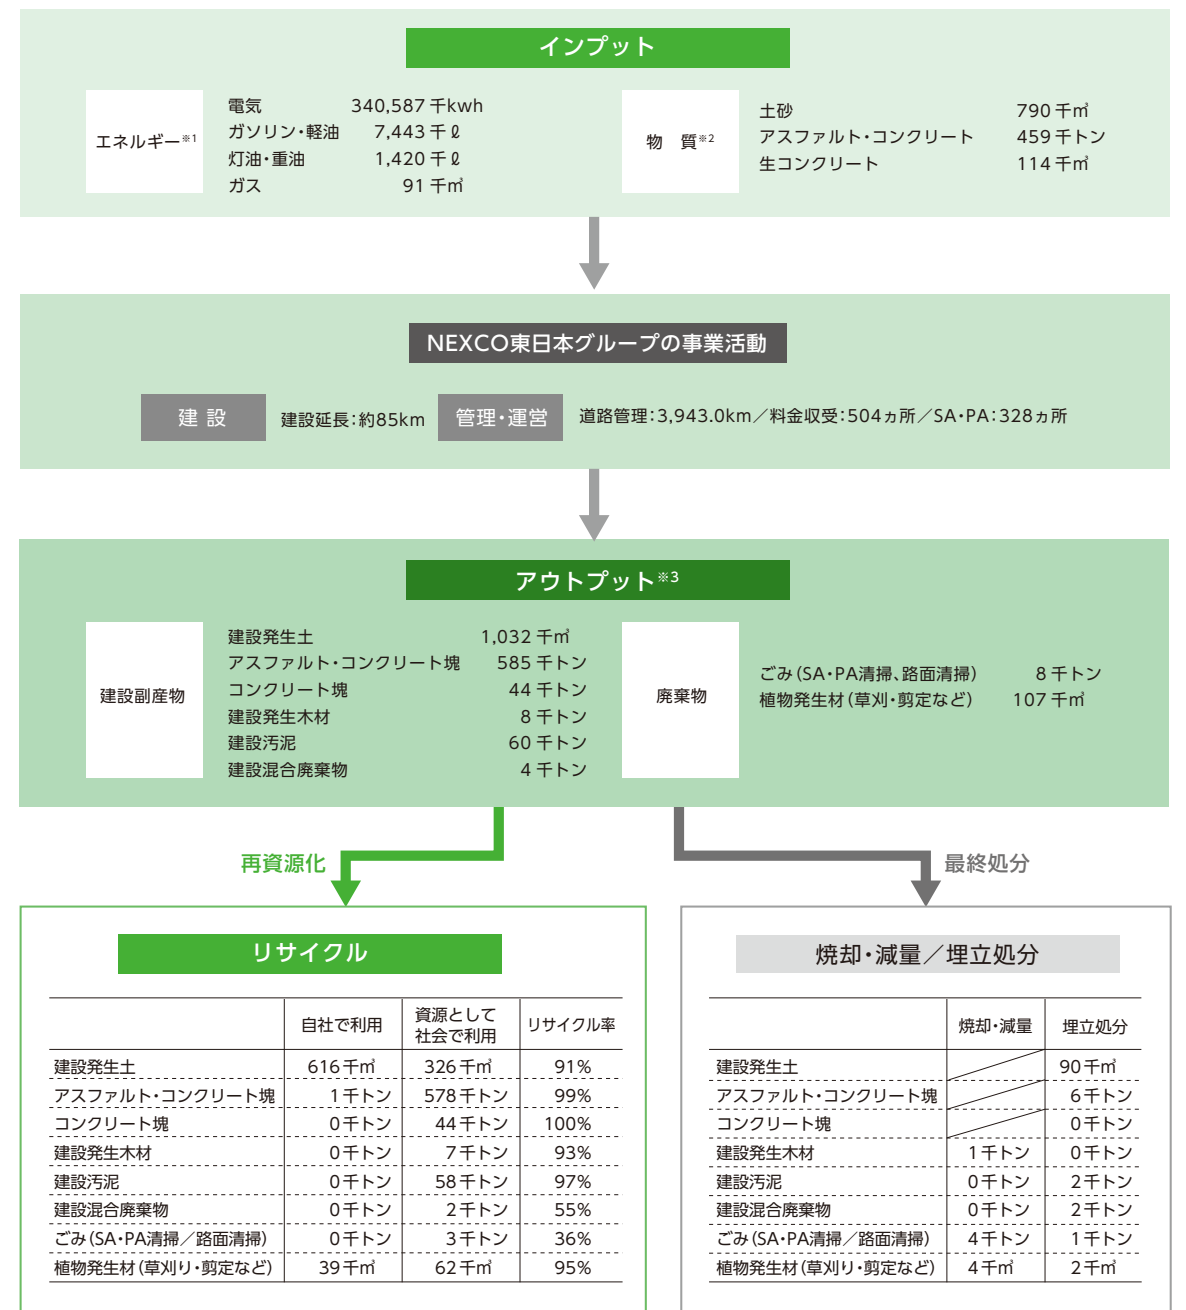 インプット
エネルギー※1
電気 340,587 千kwh
ガソリン・軽油 7,443 千ℓ
灯油・重油 1,420 千ℓ
ガス 91 千㎥
物 質※2
土砂 790 千㎥
アスファルト・コンクリート 459 千トン
生コンクリート 114 千㎥
NEXCO東日本グループの事業活動
建 設 建設延長：約85km 管理・運営 道路管理：3,943.0km／料金収受：504ヵ所／SA・PA：328ヵ所
アウトプット※3
建設副産物
建設発生土 1,032 千㎥
アスファルト・コンクリート塊 585 千トン
コンクリート塊 44 千トン
建設発生木材 8 千トン
建設汚泥 60 千トン
建設混合廃棄物 4 千トン
廃棄物
ごみ（SA・PA清掃、路面清掃） 8 千トン
植物発生材（草刈・剪定など） 107 千㎥
再資源化
最終処分
リサイクル
自社で利用 資源として
社会で利用 リサイクル率
建設発生土 616千㎥ 326千㎥ 91%
アスファルト・コンクリート塊 1千トン 578千トン 99%
コンクリート塊 0千トン 44千トン 100%
建設発生木材 0千トン 7千トン 93%
建設汚泥 0千トン 58千トン 97%
建設混合廃棄物 0千トン 2千トン 55%
ごみ（SA・PA清掃／路面清掃） 0千トン 3千トン 36%
植物発生材（草刈り・剪定など） 39千㎥ 62千㎥ 95%
焼却・減量／埋立処分
焼却・減量 埋立処分
建設発生土 90千㎥
アスファルト・コンクリート塊 6千トン
コンクリート塊 0千トン
建設発生木材 1千トン 0千トン
建設汚泥 0千トン 2千トン
建設混合廃棄物 0千トン 2千トン
ごみ（SA・PA清掃／路面清掃） 4千トン 1千トン
植物発生材（草刈り・剪定など） 4千㎥ 2千㎥